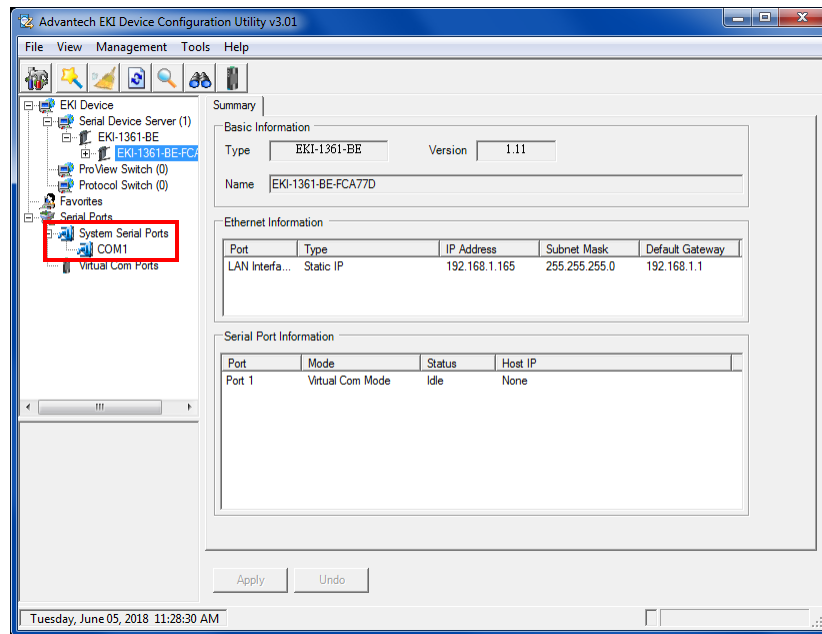 Advantech EKI Device Configuration Utility v3.01
File View Management Tools Help
EKI Device
Serial Device Server (1)
EKI-1361-BE
EKI-1361-BE-FCA
ProView Switch (0)
Protocol Switch (0)
Favorites
Serial Ports
System Serial Ports
COM1
Virtual Com Ports
Summary
Basic Information
Type EKI-1361-BE Version 1.11
Name EKI-1361-BE-FCA77D
Ethernet Information
Port Type IP Address Subnet Mask Default Gateway
LAN Interfa... Static IP 192.168.1.165 255.255.255.0 192.168.1.1
Serial Port Information
Port Mode Status Host IP
Port 1 Virtual Com Mode Idle None
Apply Undo
Tuesday, June 05, 2018 11:28:30 AM